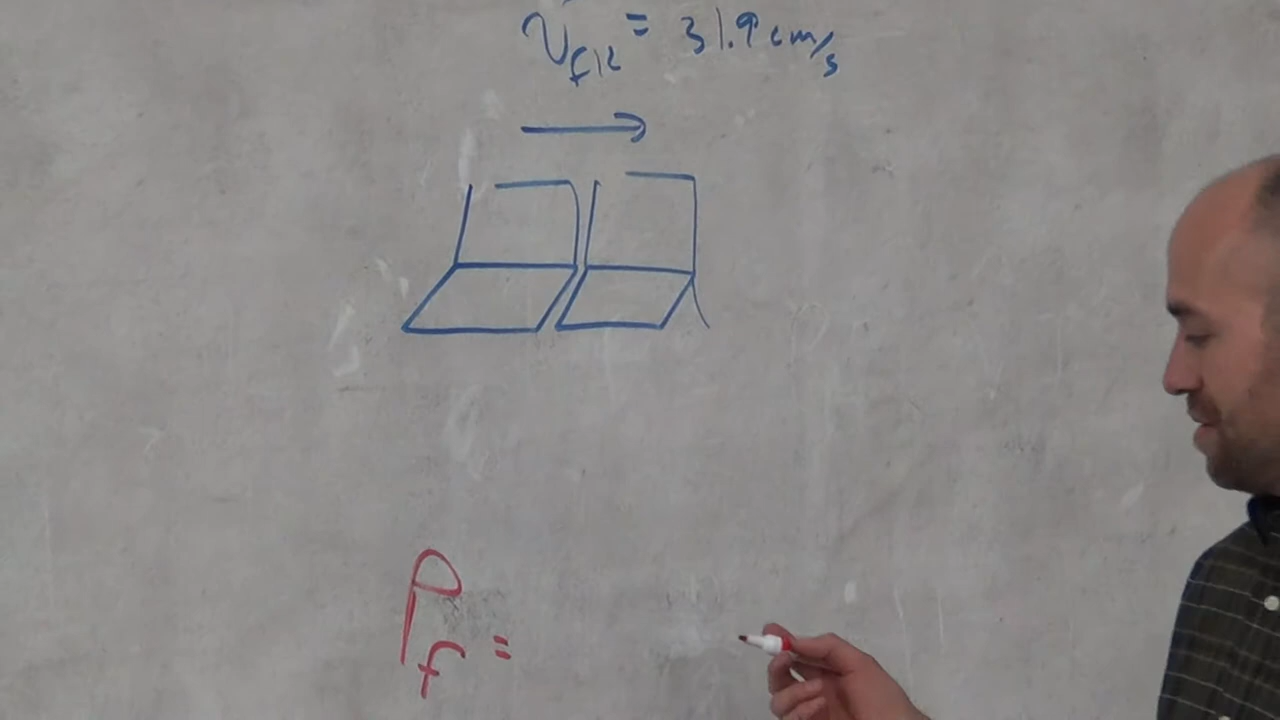 V_f12 = 31.9 cm/s
P_f =